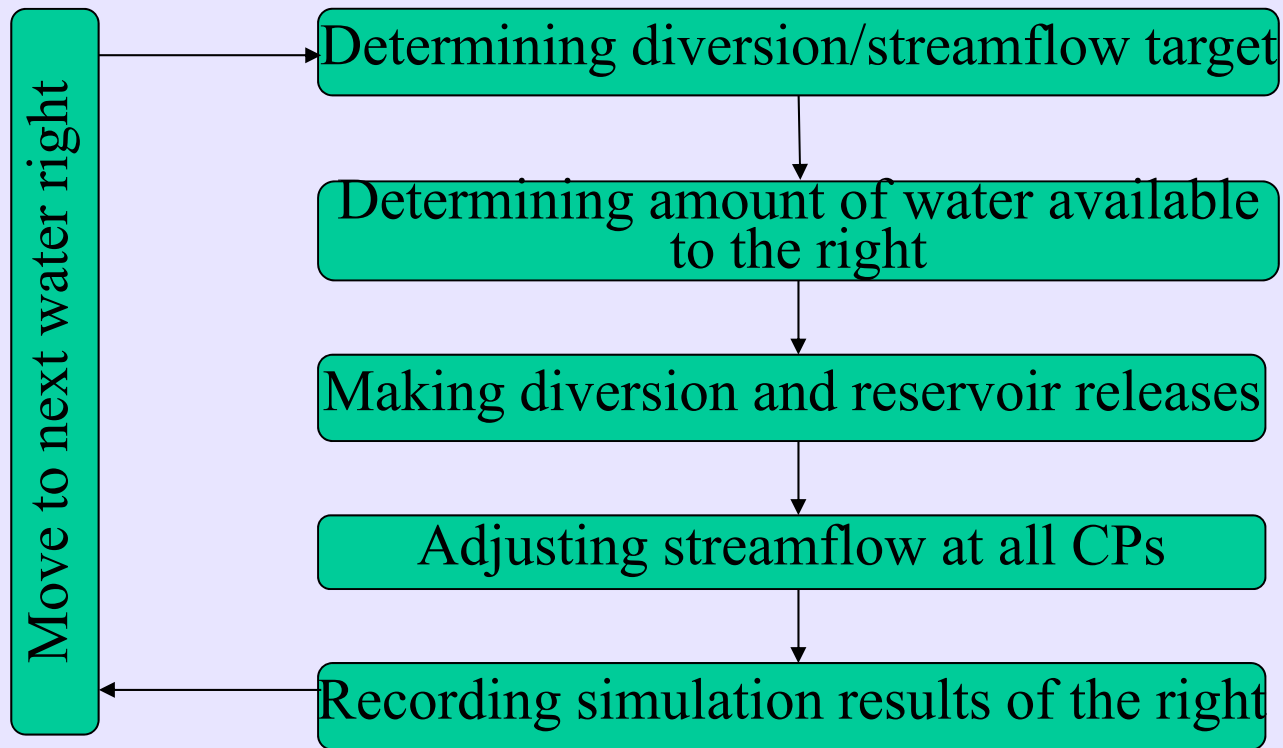 Move to next water right
Determining diversion/streamflow target
Determining amount of water available
to the right
Making diversion and reservoir releases
Adjusting streamflow at all CPs
Recording simulation results of the right